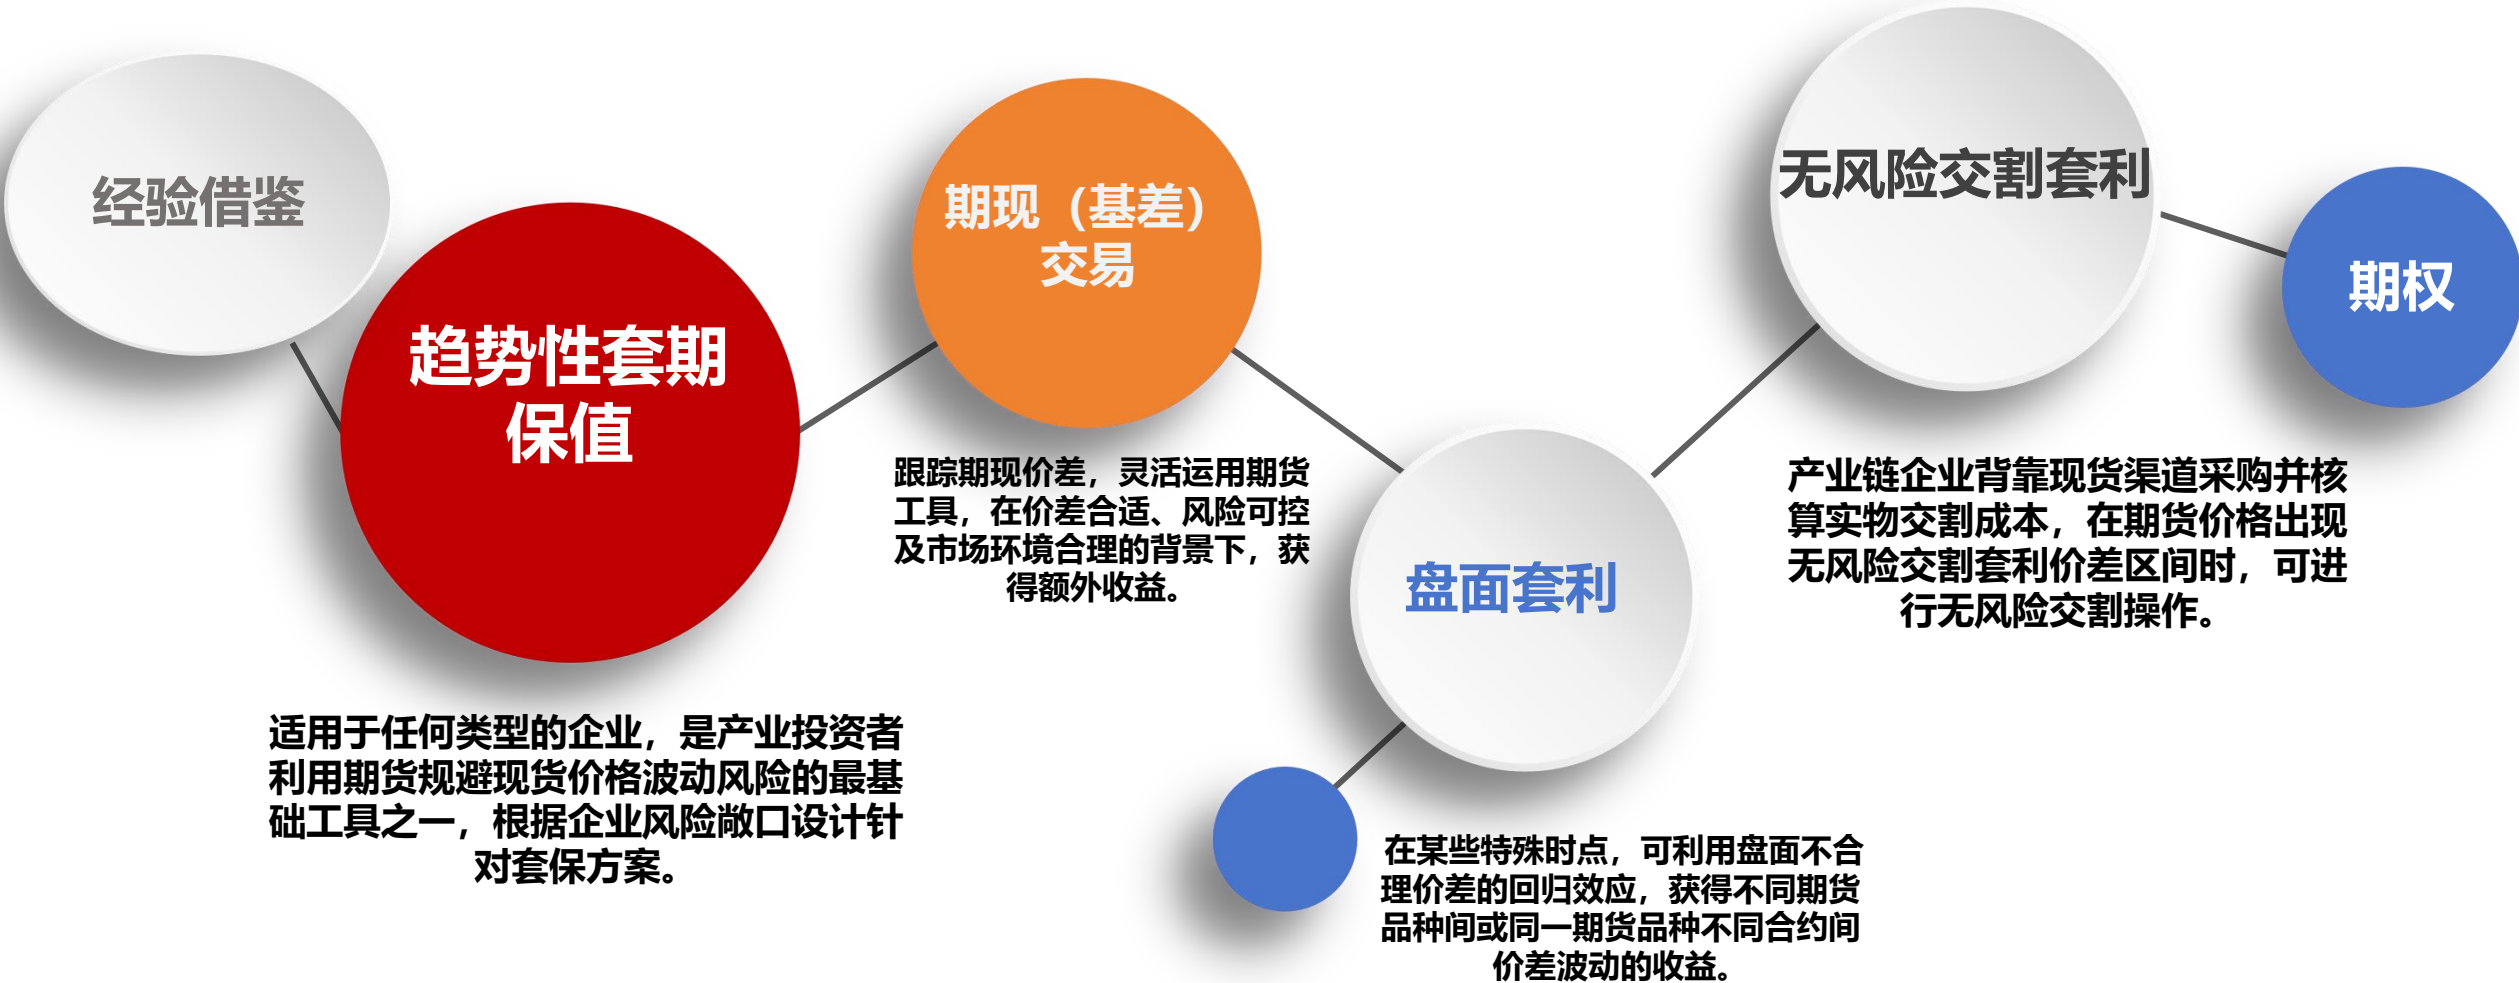 经验借鉴
趋势性套期
保值
适用于任何类型的企业，是产业投资者
利用期货规避现货价格波动风险的最基
础工具之一，根据企业风险敞口设计针
对套保方案。
期现（基差）
交易
跟踪期现价差，灵活运用期货
工具，在价差合适、风险可控
及市场环境合理的背景下，获
得额外收益。
盘面套利
在某些特殊时点，可利用盘面不合
理价差的回归效应，获得不同期货
品种间或同一期货品种不同合约间
价差波动的收益。
无风险交割套利
产业链企业背靠现货渠道采购并核
算实物交割成本，在期货价格出现
无风险交割套利价差区间时，可进
行无风险交割操作。
期权